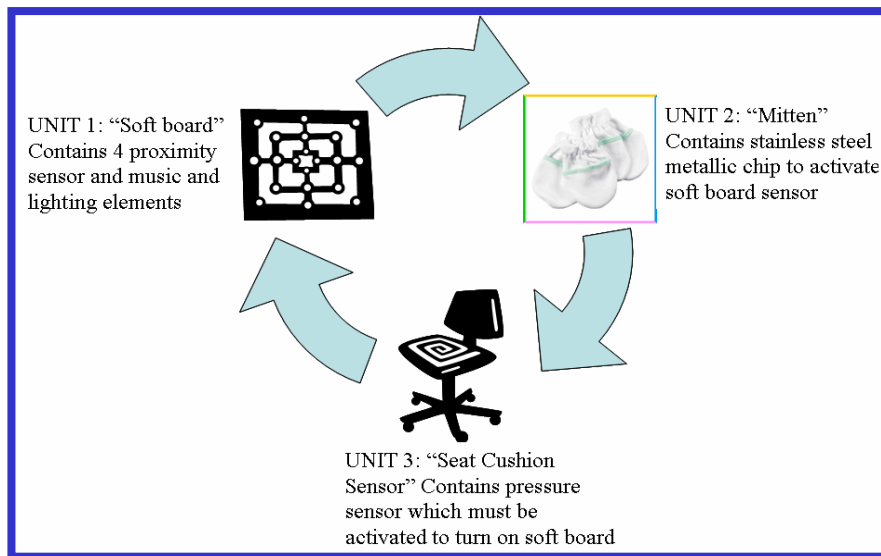 UNIT 1: “Soft board”
Contains 4 proximity
sensor and music and
lighting elements
UNIT 2: “Mitten”
Contains stainless steel
metallic chip to activate
soft board sensor
UNIT 3: “Seat Cushion
Sensor” Contains pressure
sensor which must be
activated to turn on soft board